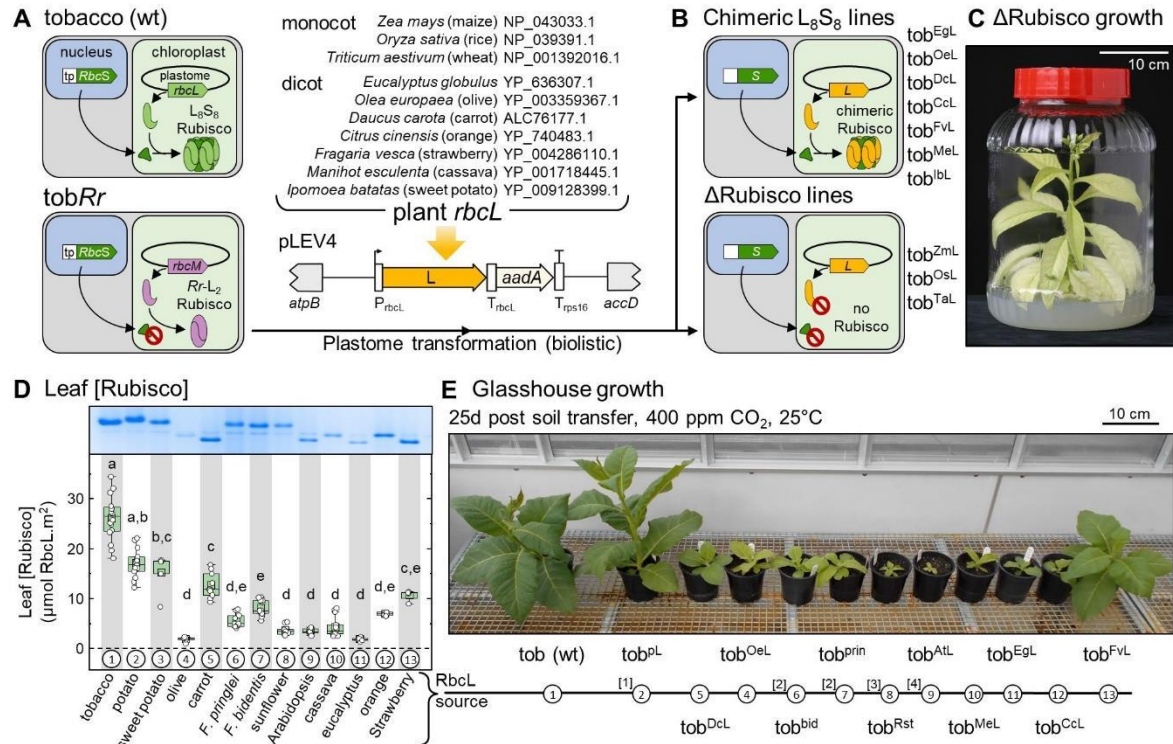 A tobacco (wt)
nucleus
chloroplast
tp RbcS
plastome
rbcL
L8S8
Rubisco
tobRr
tp RbcS
rbcM
Rr-L2
Rubisco
monocot
Zea mays (maize) NP_043033.1
Oryza sativa (rice) NP_039391.1
Triticum aestivum (wheat) NP_001392016.1
dicot
Eucalyptus globulus YP_636307.1
Olea europaea (olive) YP_003359367.1
Daucus carota (carrot) ALC76177.1
Citrus cinensis (orange) YP_740483.1
Fragaria vesca (strawberry) YP_004286110.1
Manihot esculenta (cassava) YP_001718445.1
Ipomoea batatas (sweet potato) YP_009128399.1
plant rbcL
pLEV4
L
aadA
atpB
PrbcL
TrbcL
Trps16
accD
Plastome transformation (biolistic)
B Chimeric L8S8 lines
S
L
chimeric
Rubisco
tobEgL
tobOeL
tobDcL
tobCcL
tobFvL
tobMeL
tobIbL
ΔRubisco lines
S
L
no
Rubisco
tobZmL
tobOsL
tobTaL
C ΔRubisco growth
10 cm
D Leaf [Rubisco]
Leaf [Rubisco]
(µmol RbcL.m2)
30
20
10
0
a
a,b
b,c
d
c
d,e
e
d
d
d
d
d,e
c,e
1 2 3 4 5 6 7 8 9 10 11 12 13
tobacco
potato
sweet potato
olive
carrot
F. pringlei
F. bidentis
sunflower
Arabidopsis
cassava
eucalyptus
orange
Strawberry
E Glasshouse growth
25d post soil transfer, 400 ppm CO2, 25°C
10 cm
tob (wt) tobpL tobOeL tobprin tobAtL tobEgL tobFvL
RbcL
source
1 [1] 2 5 4 [2] 6 [2] 7 [3] 8 [4] 9 10 11 12 13
tobDcL tobbid tobRst tobMeL tobCcL